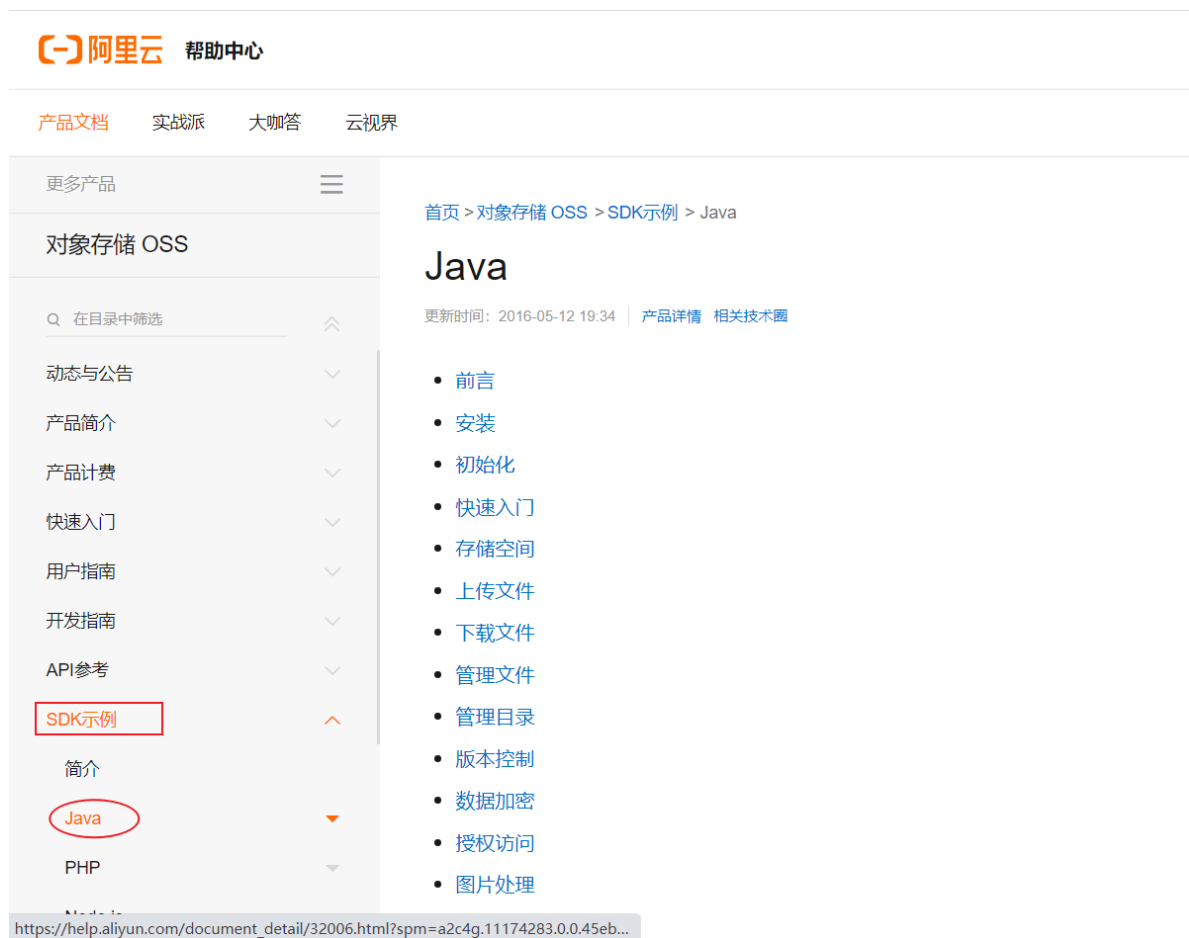 阿里云 帮助中心
产品文档 实战派 大咖答 云视界
更多产品
对象存储 OSS
在目录中筛选
动态与公告
产品简介
产品计费
快速入门
用户指南
开发指南
API参考
SDK示例
简介
Java
PHP
首页 > 对象存储 OSS > SDK示例 > Java
Java
更新时间：2016-05-12 19:34 产品详情 相关技术圈
前言
安装
初始化
快速入门
存储空间
上传文件
下载文件
管理文件
管理目录
版本控制
数据加密
授权访问
图片处理
https://help.aliyun.com/document_detail/32006.html?spm=a2c4g.11174283.0.0.45eb...